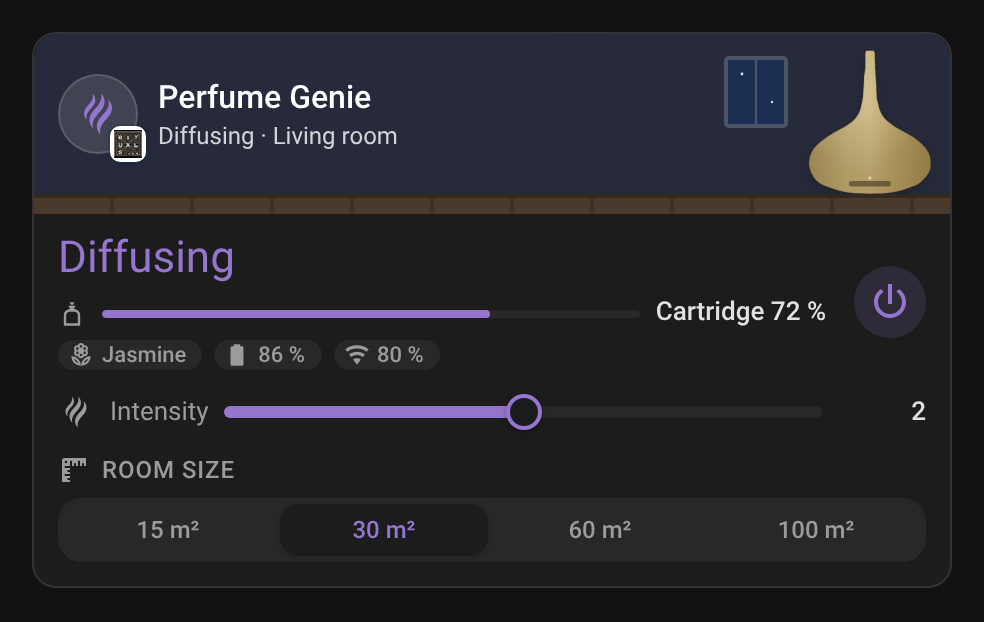 Perfume Genie
Diffusing · Living room
Diffusing
Cartridge 72 %
Jasmine
86 %
80 %
Intensity
2
ROOM SIZE
15 m²
30 m²
60 m²
100 m²